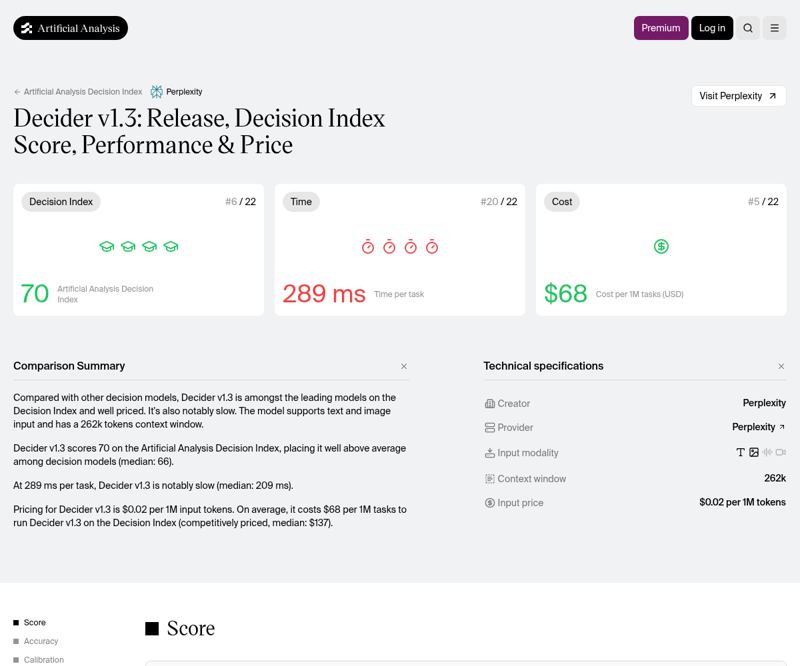 Artificial Analysis
Premium
Log in
← Artificial Analysis Decision Index
Perplexity
Visit Perplexity ↗
Decider v1.3: Release, Decision Index
Score, Performance & Price
Decision Index
#6 / 22
70
Artificial Analysis Decision
Index
Time
#20 / 22
289 ms
Time per task
Cost
#5 / 22
$68
Cost per 1M tasks (USD)
Comparison Summary
Compared with other decision models, Decider v1.3 is amongst the leading models on the
Decision Index and well priced. It's also notably slow. The model supports text and image
input and has a 262k tokens context window.
Decider v1.3 scores 70 on the Artificial Analysis Decision Index, placing it well above average
among decision models (median: 66).
At 289 ms per task, Decider v1.3 is notably slow (median: 209 ms).
Pricing for Decider v1.3 is $0.02 per 1M input tokens. On average, it costs $68 per 1M tasks to
run Decider v1.3 on the Decision Index (competitively priced, median: $137).
Technical specifications
Creator
Perplexity
Provider
Perplexity ↗
Input modality
Context window
262k
Input price
$0.02 per 1M tokens
Score
Accuracy
Calibration
Score